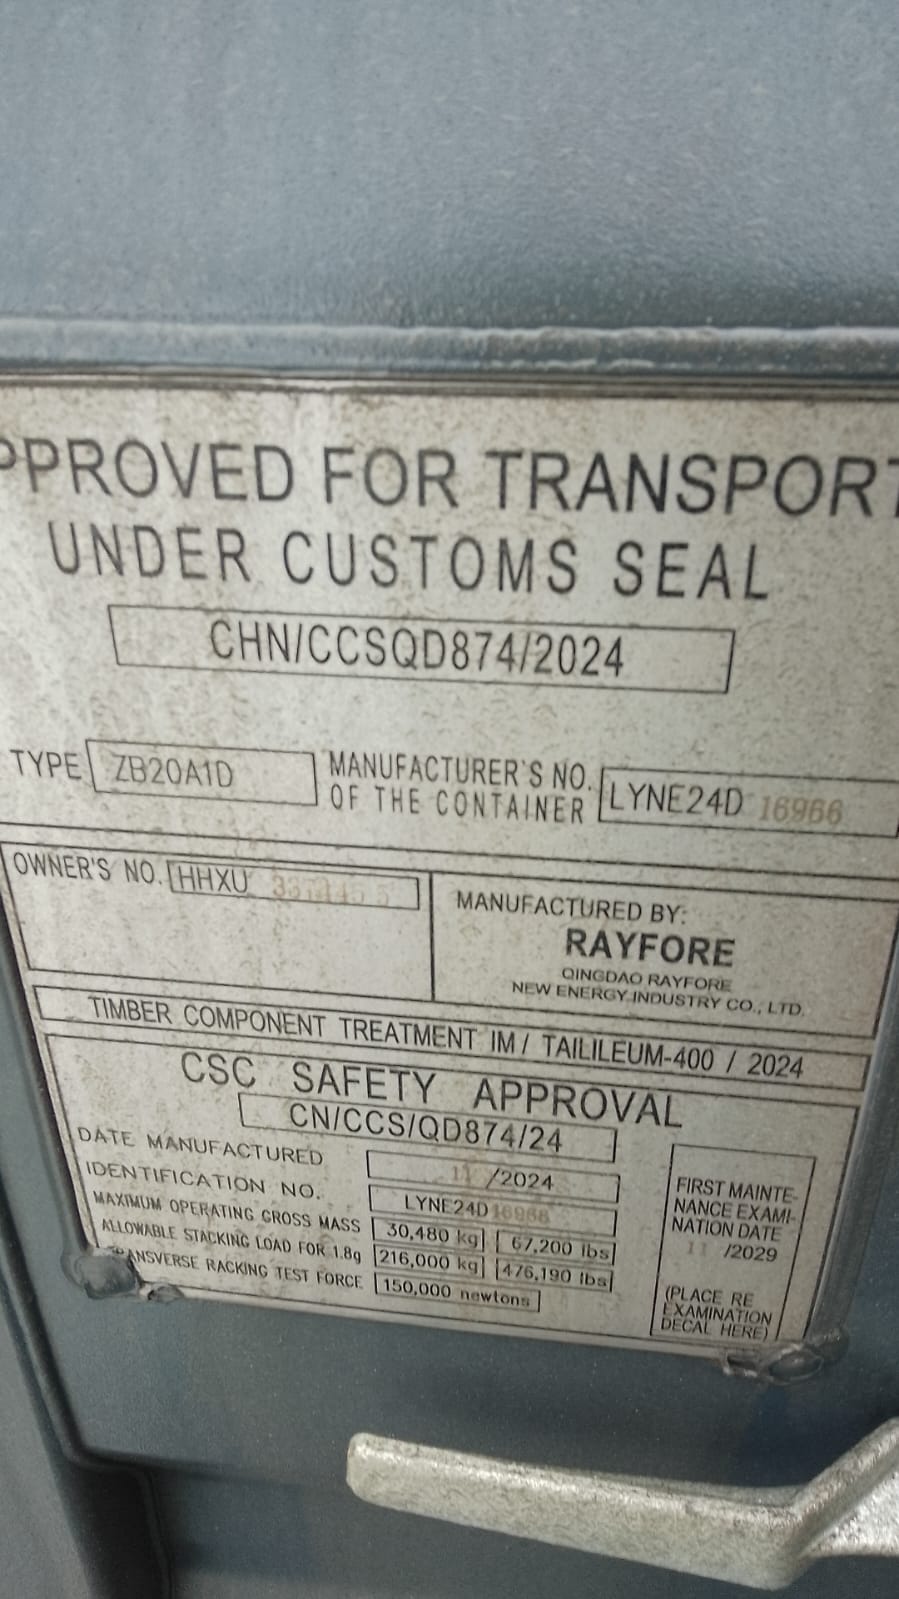 PPROVED FOR TRANSPORT
UNDER CUSTOMS SEAL
CHN/CCSQD874/2024
TYPE ZB20A1D
MANUFACTURER'S NO.
OF THE CONTAINER LYNE24D
OWNER'S NO. HHXU
MANUFACTURED BY:
RAYFORE
QINGDAO RAYFORE
NEW ENERGY INDUSTRY CO., LTD.
TIMBER COMPONENT TREATMENT IM / TAILILEUM-400 / 2024
CSC SAFETY APPROVAL
CN/CCS/QD874/24
DATE MANUFACTURED 11 /2024
IDENTIFICATION NO. LYNE24D
MAXIMUM OPERATING GROSS MASS 30,480 kg 67,200 lbs
ALLOWABLE STACKING LOAD FOR 1.8g 216,000 kg 476,190 lbs
TRANSVERSE RACKING TEST FORCE 150,000 newtons
FIRST MAINTE-
NANCE EXAMI-
NATION DATE
11 /2029
(PLACE RE
EXAMINATION
DECAL HERE)